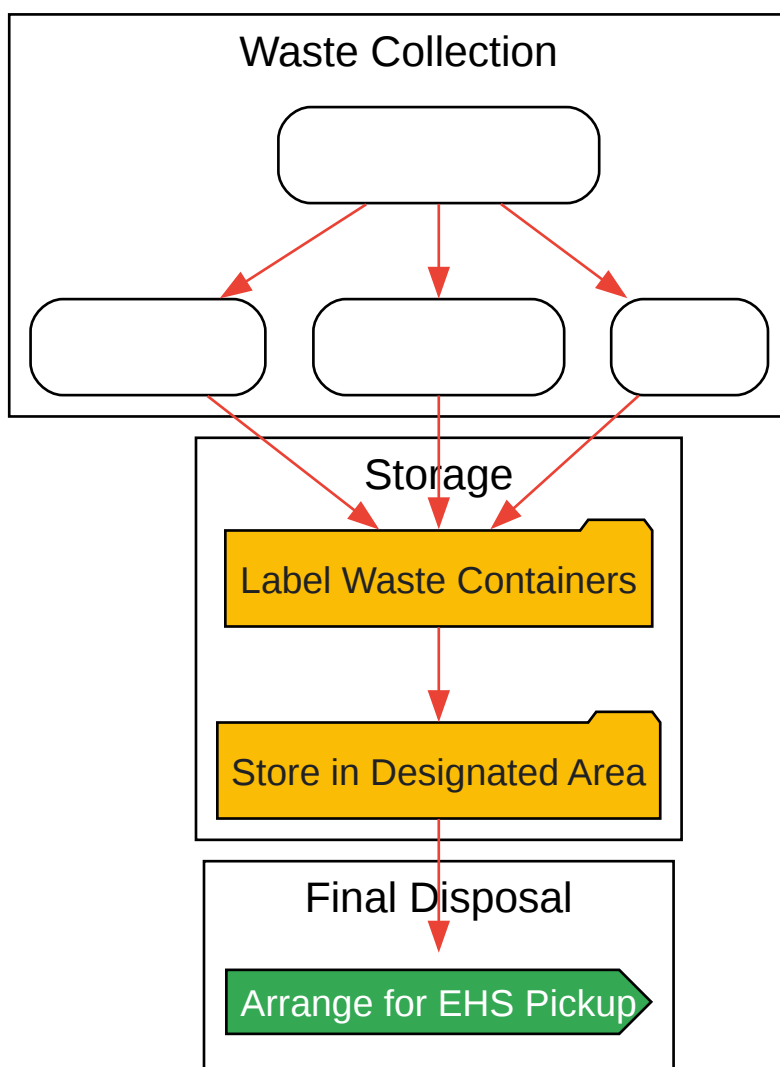 Waste Collection
Storage
Label Waste Containers
Store in Designated Area
Final Disposal
Arrange for EHS Pickup